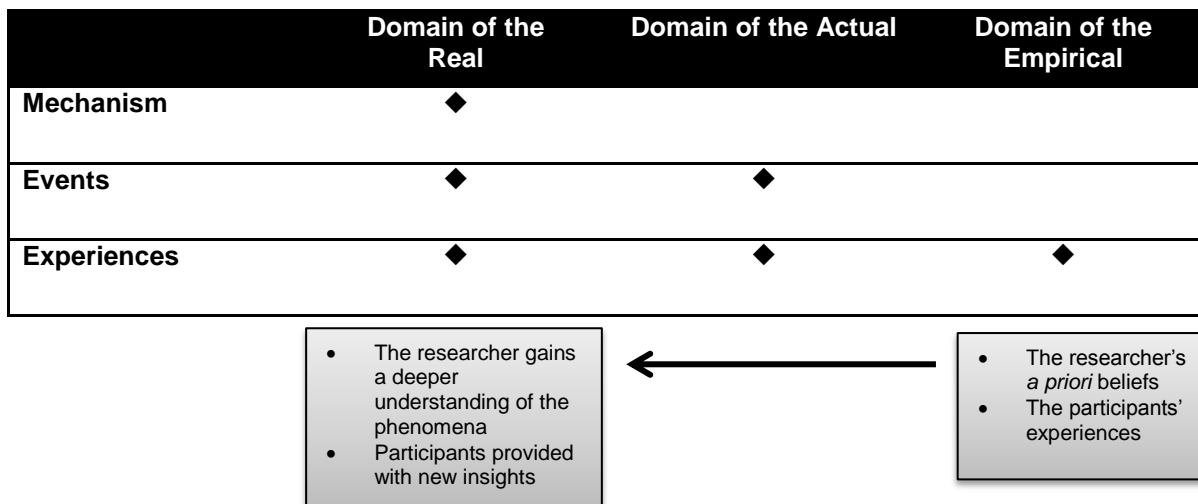 Domain of the Real
Domain of the Actual
Domain of the Empirical
Mechanism
◆
Events
◆ ◆
Experiences
◆ ◆ ◆
• The researcher gains
a deeper
understanding of the
phenomena
• Participants provided
with new insights
• The researcher’s
a priori beliefs
• The participants’
experiences